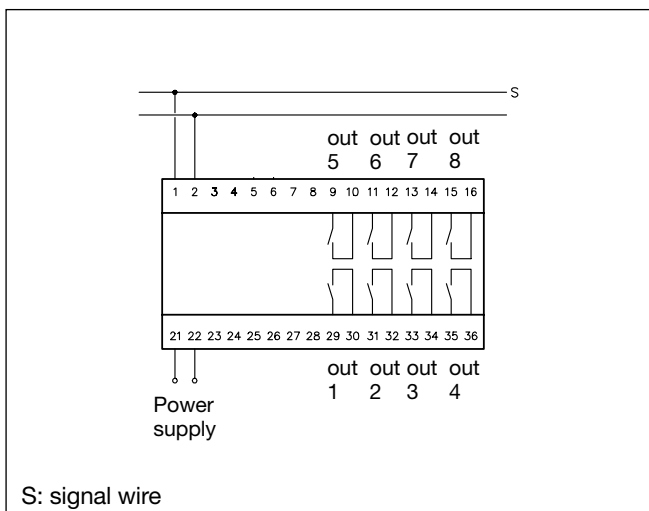 S
out out out out
5 6 7 8
1 2 3 4 5 6 7 8 9 10 11 12 13 14 15 16
21 22 23 24 25 26 27 28 29 30 31 32 33 34 35 36
out out out out
1 2 3 4
Power
supply
S: signal wire